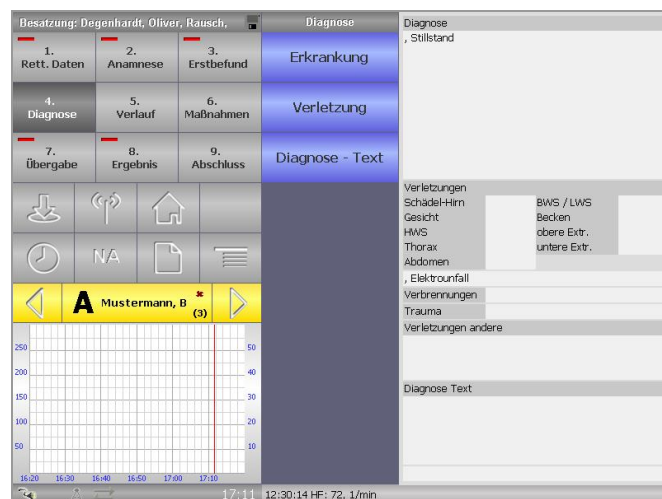 Besatzung: Degenhardt, Oliver, Rausch,
1.
Rett. Daten
2.
Anamnese
3.
Erstbefund
4.
Diagnose
5.
Verlauf
6.
Maßnahmen
7.
Übergabe
8.
Ergebnis
9.
Abschluss
NA
A Mustermann, B
(3)
250
200
150
100
50
50
40
30
20
10
16:20 16:30 16:40 16:50 17:00 17:10
17:11
Diagnose
Erkrankung
Verletzung
Diagnose - Text
Diagnose
, Stillstand
Verletzungen
Schädel-Hirn BWS / LWS
Gesicht Becken
HWS obere Extr.
Thorax untere Extr.
Abdomen
, Elektrounfall
Verbrennungen
Trauma
Verletzungen andere
Diagnose Text
12:30:14 HF: 72, 1/min